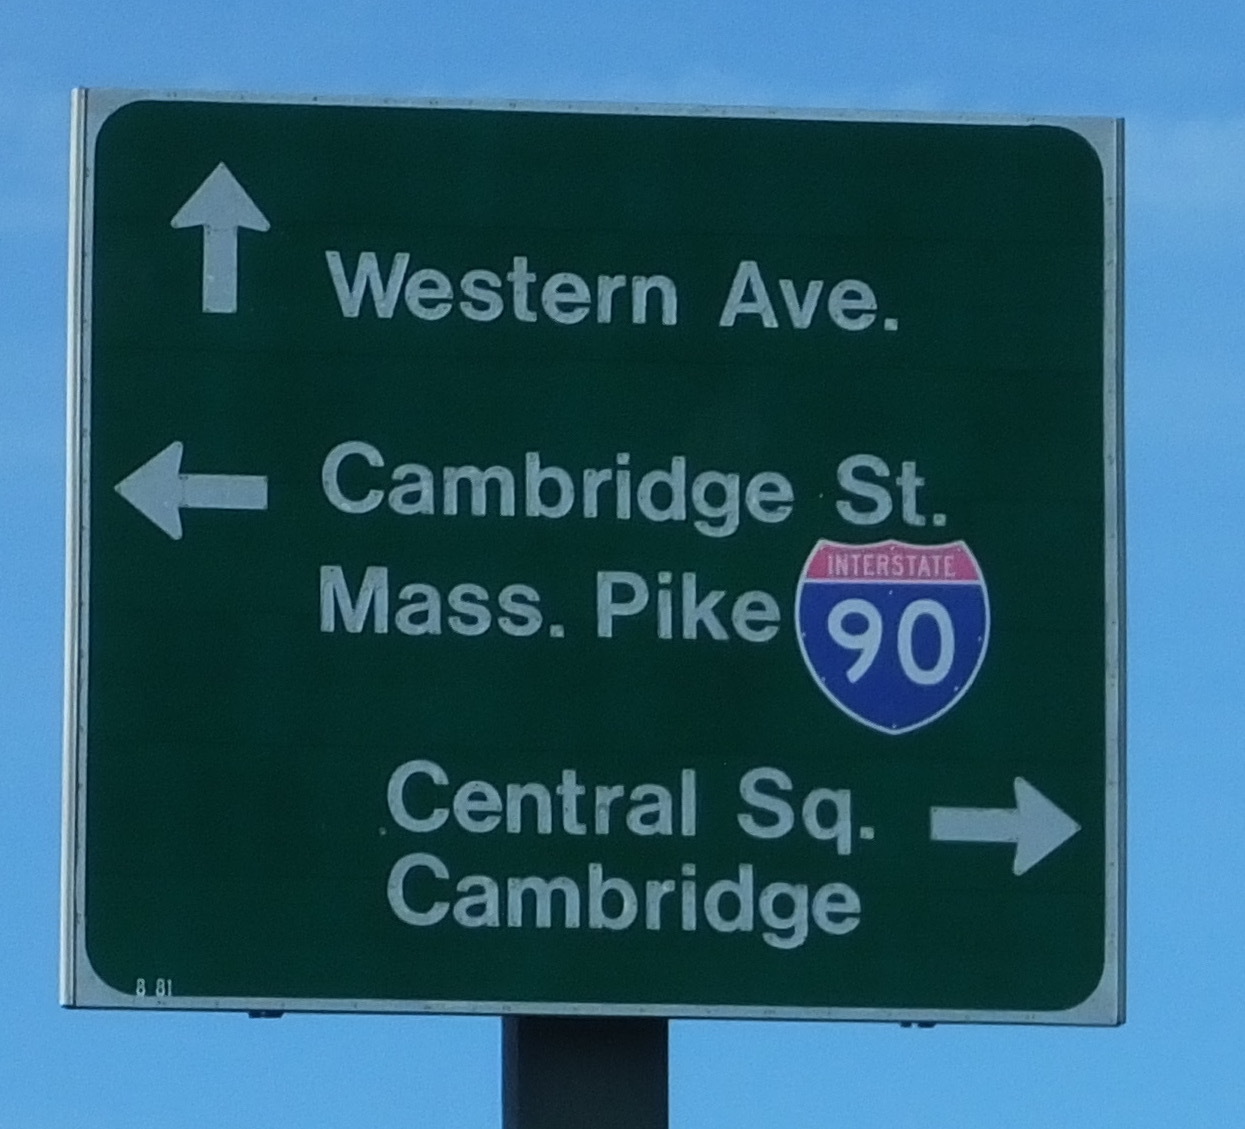 Western Ave.
Cambridge St.
Mass. Pike
INTERSTATE
90
Central Sq.
Cambridge
8 81